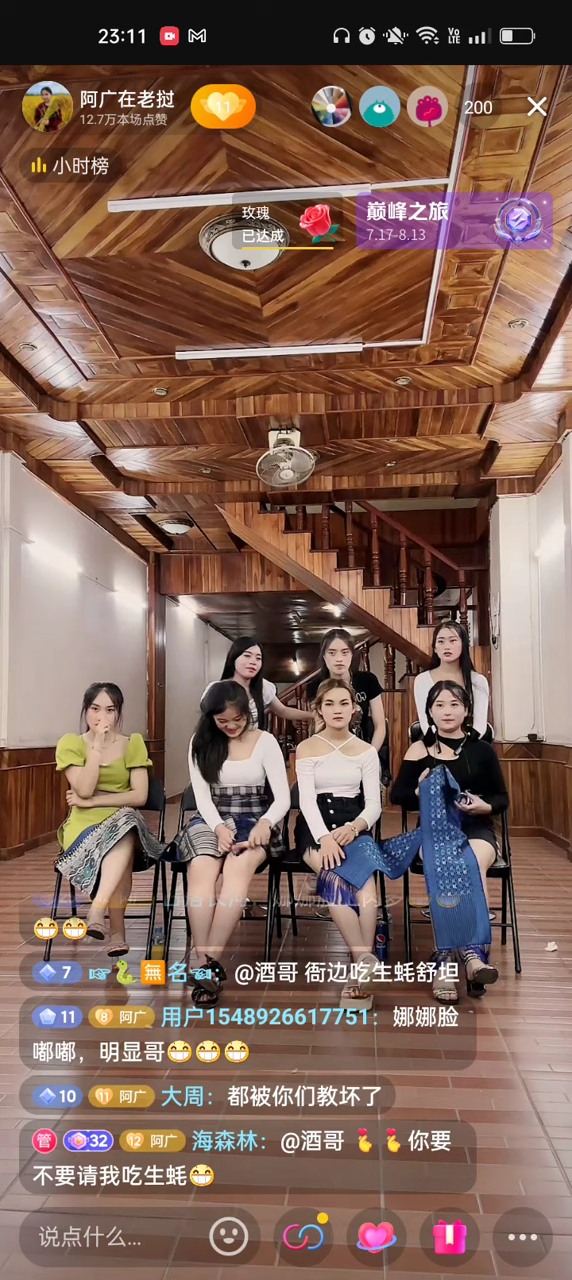 23:11
Vo
LTE
阿广在老挝
12.7万本场点赞
11
200
小时榜
玫瑰
已达成
巅峰之旅
7.17-8.13
7 無名: @酒哥 衙边吃生蚝舒坦
11 8 阿广 用户1548926617751: 娜娜脸
嘟嘟，明显哥
10 11 阿广 大周: 都被你们教坏了
管 32 12 阿广 海森林: @酒哥 你要
不要请我吃生蚝
说点什么...